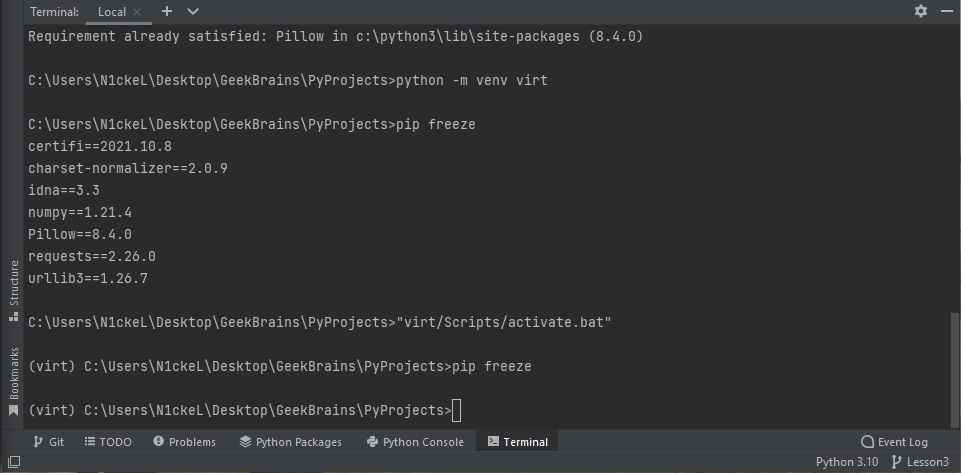 Terminal: Local
Requirement already satisfied: Pillow in c:\python3\lib\site-packages (8.4.0)
C:\Users\N1ckeL\Desktop\GeekBrains\PyProjects>python -m venv virt
C:\Users\N1ckeL\Desktop\GeekBrains\PyProjects>pip freeze
certifi==2021.10.8
charset-normalizer==2.0.9
idna==3.3
numpy==1.21.4
Pillow==8.4.0
requests==2.26.0
urllib3==1.26.7
C:\Users\N1ckeL\Desktop\GeekBrains\PyProjects>"virt/Scripts/activate.bat"
(virt) C:\Users\N1ckeL\Desktop\GeekBrains\PyProjects>pip freeze
(virt) C:\Users\N1ckeL\Desktop\GeekBrains\PyProjects>
Structure
Bookmarks
Git TODO Problems Python Packages Python Console Terminal Event Log
Python 3.10 Lesson3